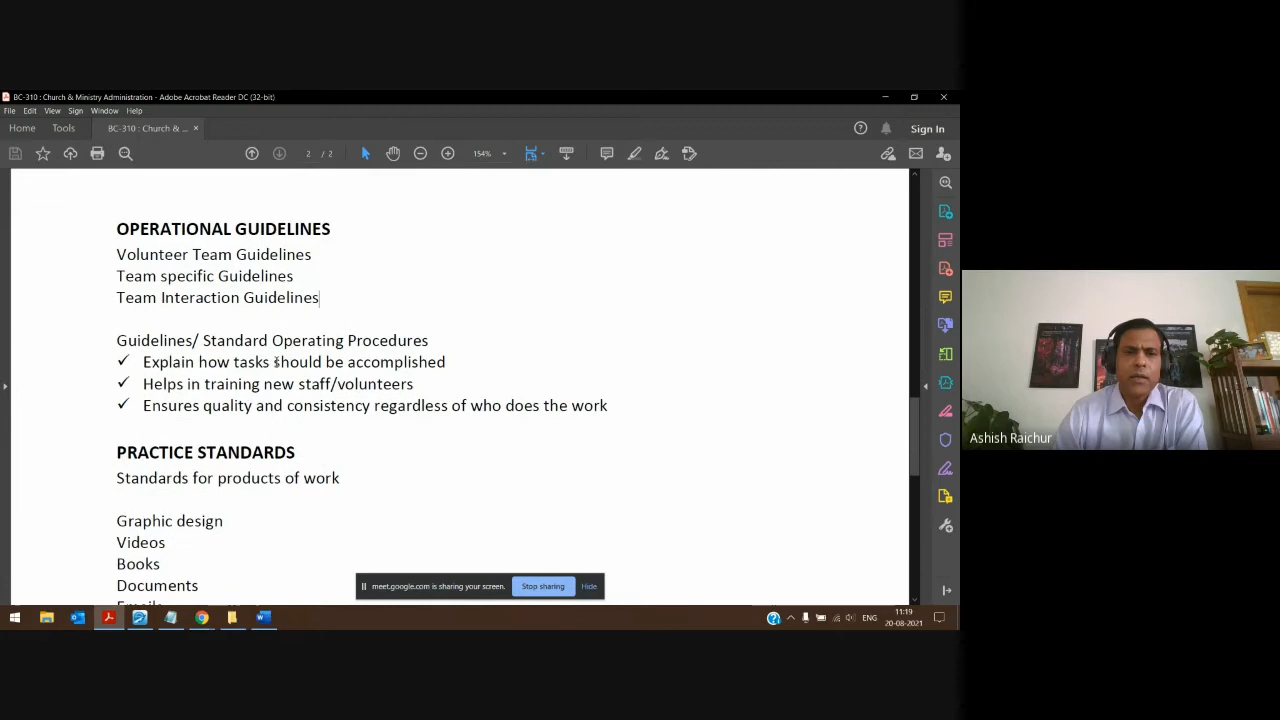 BC-310 : Church & Ministry Administration - Adobe Acrobat Reader DC (32-bit)
File Edit View Sign Window Help
Home Tools BC-310 : Church & ... × Sign In
2 / 2 154%
OPERATIONAL GUIDELINES
Volunteer Team Guidelines
Team specific Guidelines
Team Interaction Guidelines
Guidelines/ Standard Operating Procedures
✓ Explain how tasks should be accomplished
✓ Helps in training new staff/volunteers
✓ Ensures quality and consistency regardless of who does the work
PRACTICE STANDARDS
Standards for products of work
Graphic design
Videos
Books
Documents
Emails
meet.google.com is sharing your screen. Stop sharing Hide
Ashish Raichur
ENG
11:19
20-08-2021